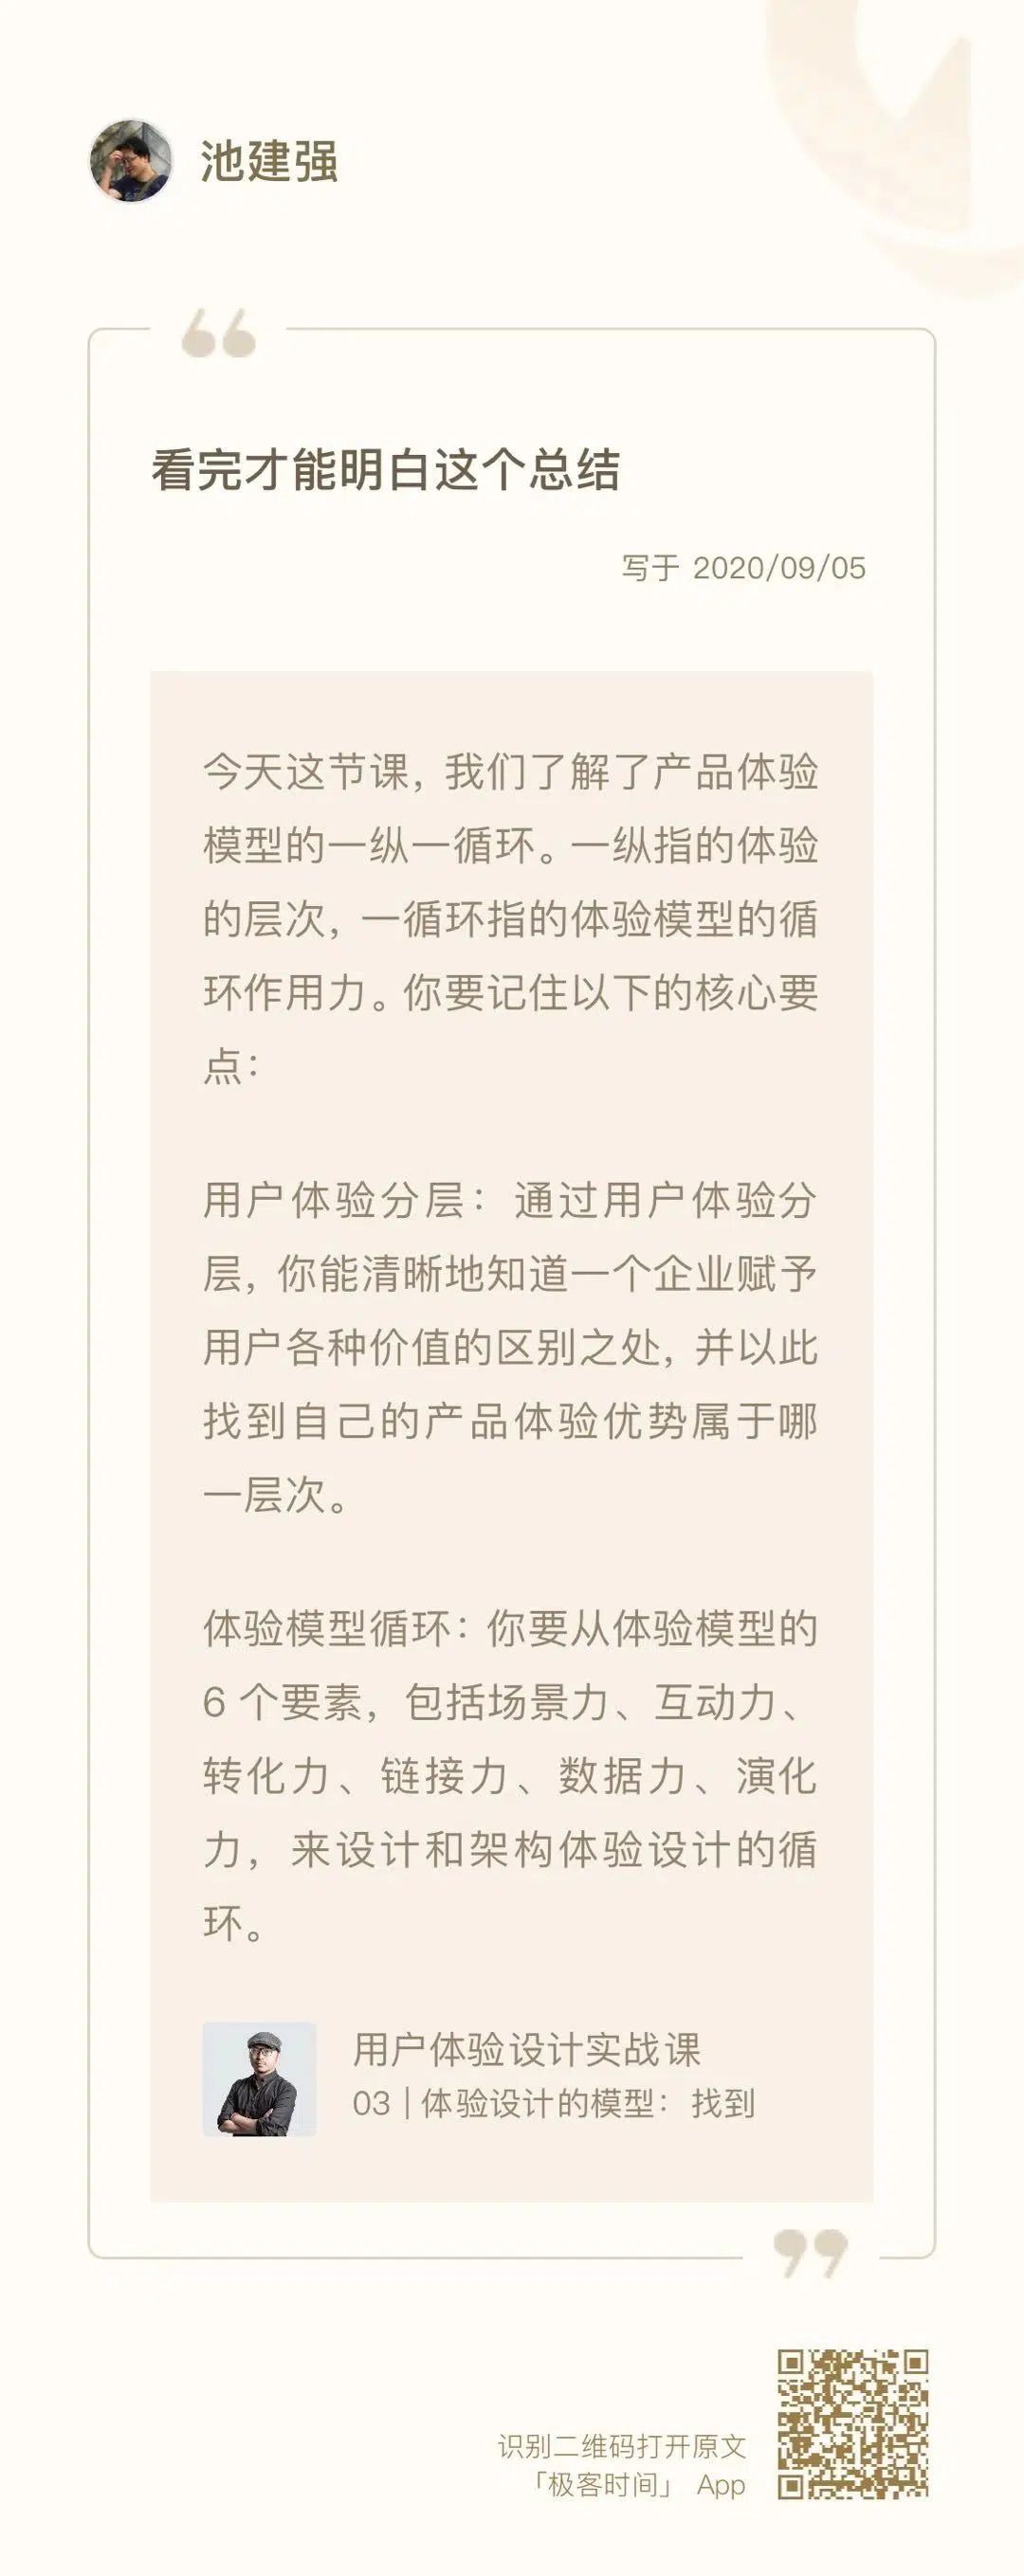 池建强
看完才能明白这个总结
写于 2020/09/05
今天这节课，我们了解了产品体验
模型的一纵一循环。一纵指的体验
的层次，一循环指的体验模型的循
环作用力。你要记住以下的核心要
点：
用户体验分层：通过用户体验分
层，你能清晰地知道一个企业赋予
用户各种价值的区别之处，并以此
找到自己的产品体验优势属于哪
一层次。
体验模型循环：你要从体验模型的
6 个要素，包括场景力、互动力、
转化力、链接力、数据力、演化
力，来设计和架构体验设计的循
环。
用户体验设计实战课
03 | 体验设计的模型：找到
识别二维码打开原文
「极客时间」 App